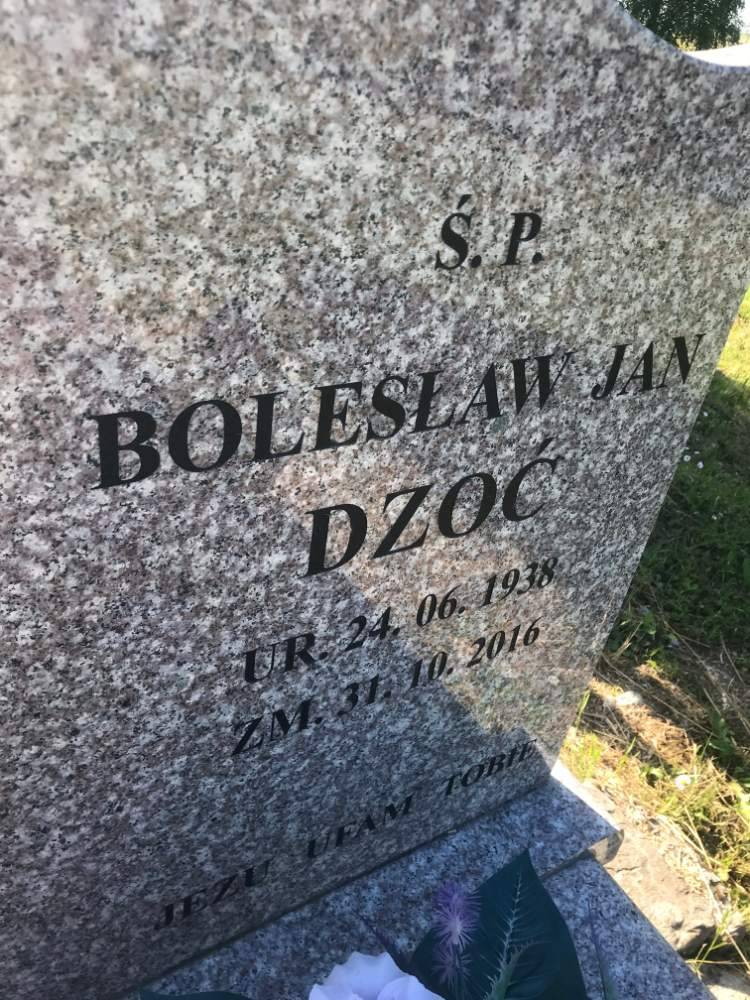 Ś. P.
BOLESŁAW JAN
DZOĆ
UR. 24. 06. 1938
ZM. 31. 10. 2016
JEZU UFAM TOBIE